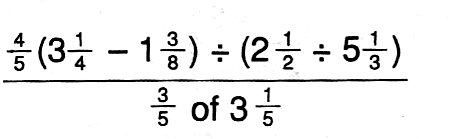 4/5 (3 1/4 − 1 3/8) ÷ (2 1/2 ÷ 5 1/3)
3/5 of 3 1/5